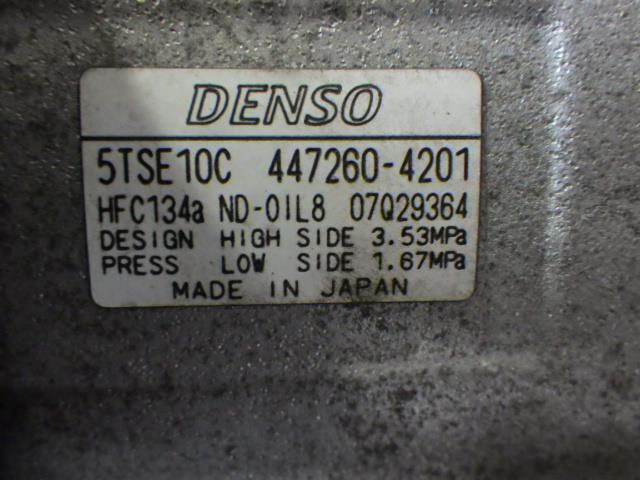 DENSO
5TSE10C 447260-4201
HFC134a ND-OIL8 07Q29364
DESIGN HIGH SIDE 3.53MPa
PRESS LOW SIDE 1.67MPa
MADE IN JAPAN